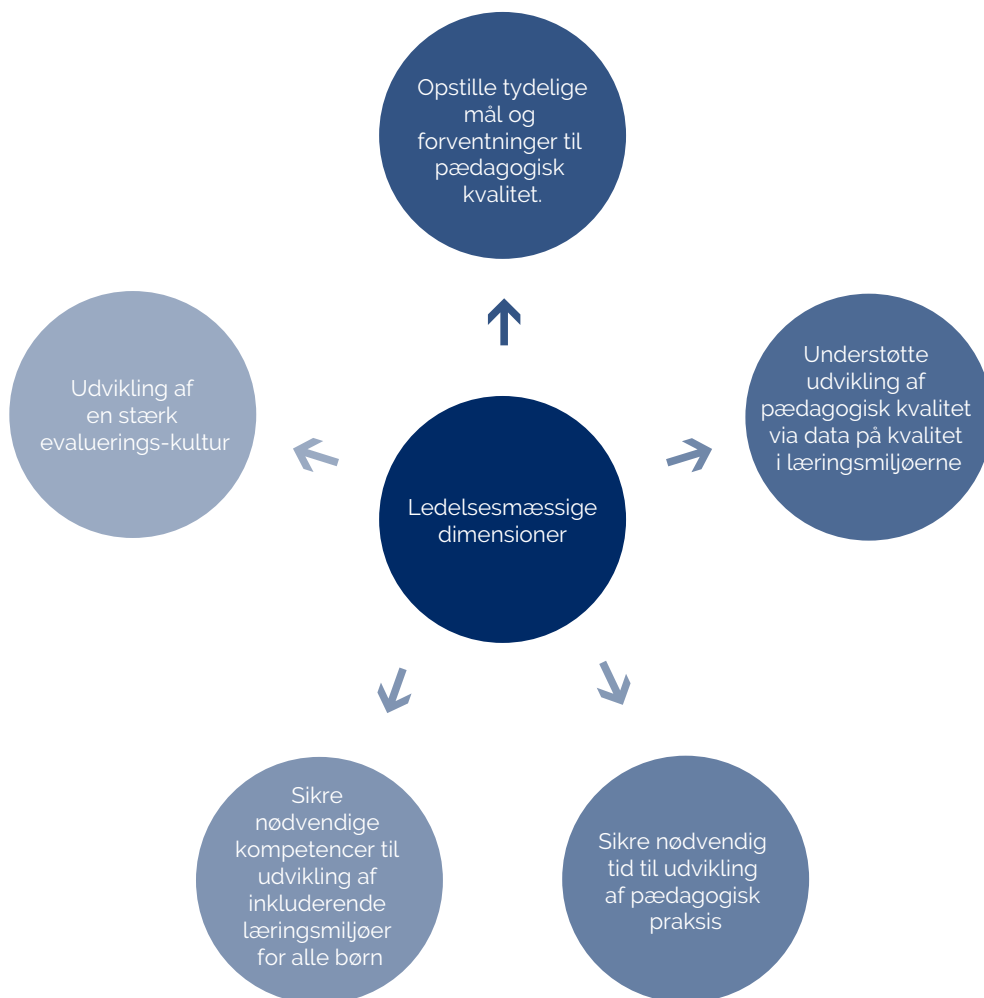 Opstille tydelige
mål og
forventninger til
pædagogisk
kvalitet.
Understøtte
udvikling af
pædagogisk kvalitet
via data på kvalitet
i læringsmiljøerne
Udvikling af
en stærk
evaluerings-kultur
Ledelsesmæssige
dimensioner
Sikre
nødvendige
kompetencer til
udvikling af
inkluderende
læringsmiljøer
for alle børn
Sikre nødvendig
tid til udvikling
af pædagogisk
praksis